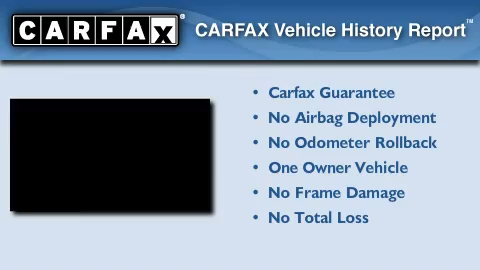 CARFAX® CARFAX Vehicle History Report™
• Carfax Guarantee
• No Airbag Deployment
• No Odometer Rollback
• One Owner Vehicle
• No Frame Damage
• No Total Loss